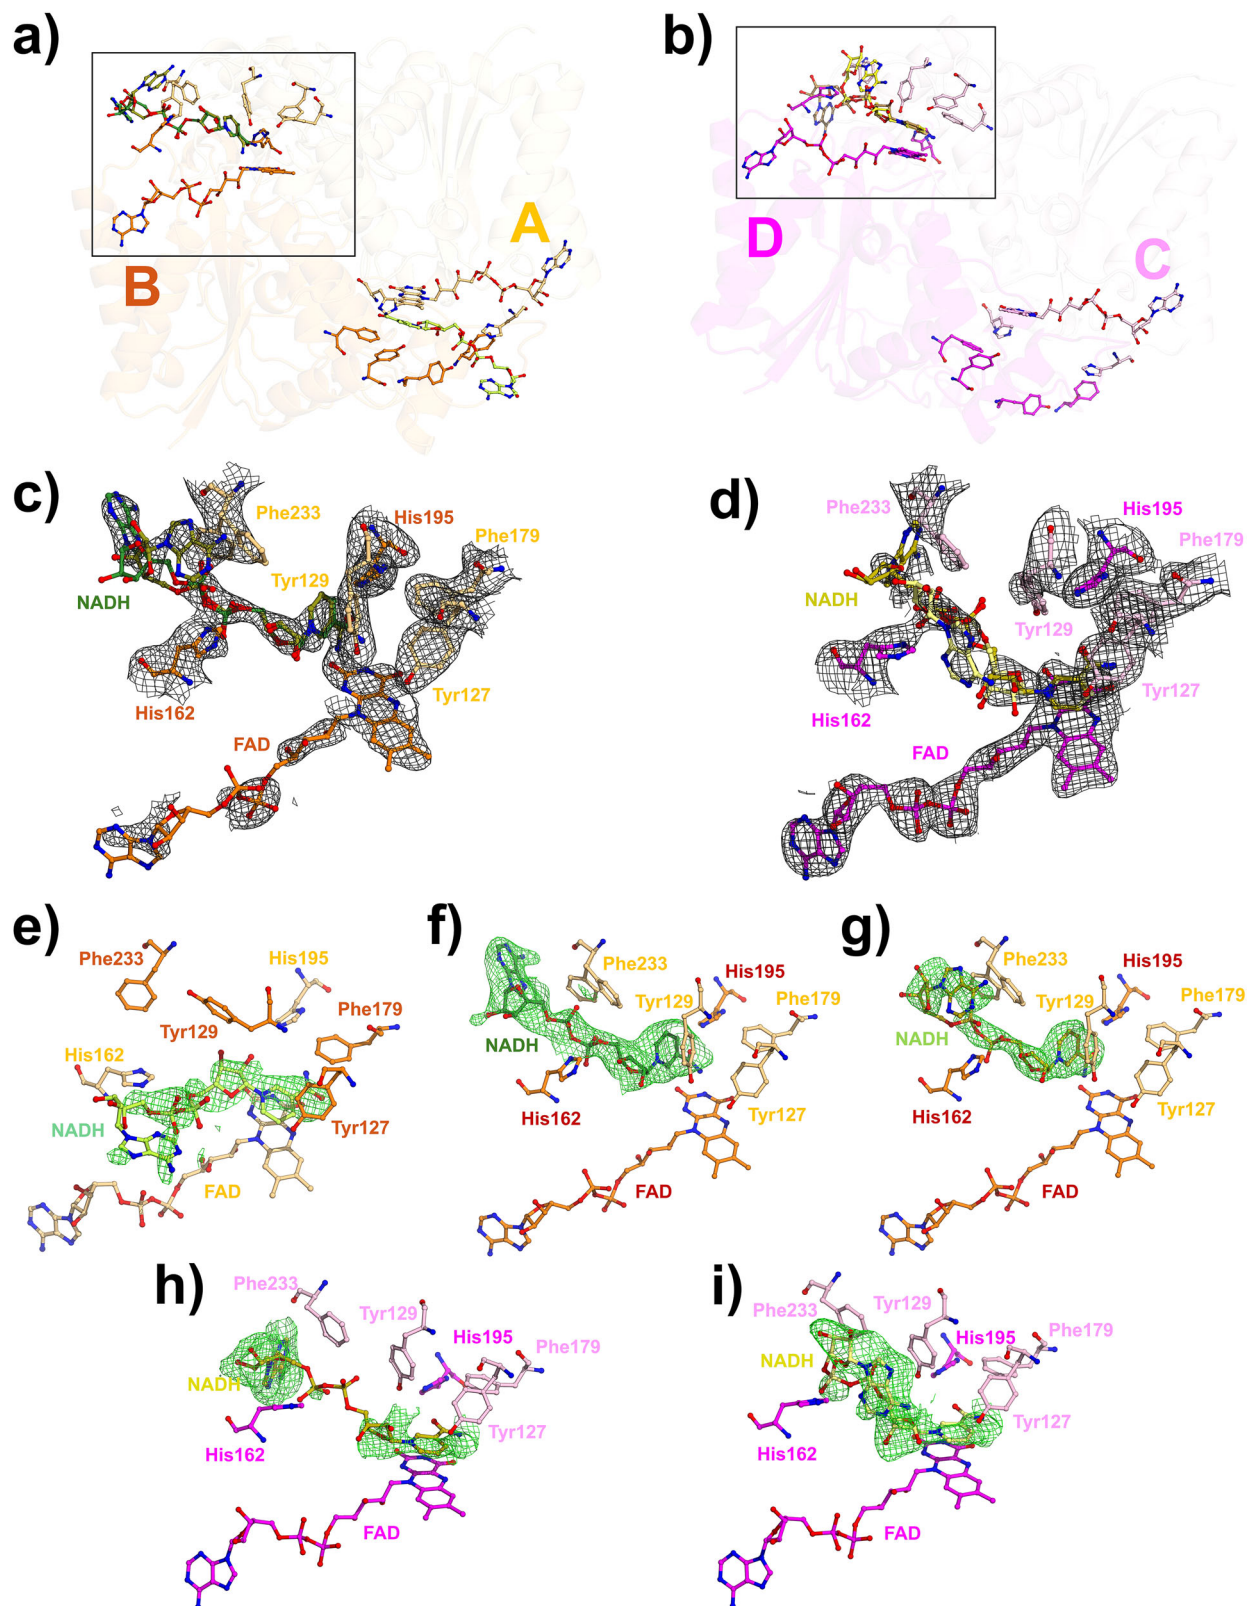 a)
b)
A
B
D
C
c)
Phe233
His195
Phe179
Tyr129
NADH
Tyr127
His162
FAD
d)
Phe233
His195
Phe179
NADH
Tyr129
Tyr127
His162
FAD
e)
Phe233
His195
Phe179
Tyr129
His162
NADH
Tyr127
FAD
f)
Phe233
His195
Tyr129
Phe179
NADH
His162
Tyr127
FAD
g)
Phe233
His195
Tyr129
Phe179
NADH
His162
Tyr127
FAD
h)
Phe233
Tyr129
His195
Phe179
NADH
Tyr127
His162
FAD
i)
Phe233
Tyr129
His195
Phe179
NADH
Tyr127
His162
FAD